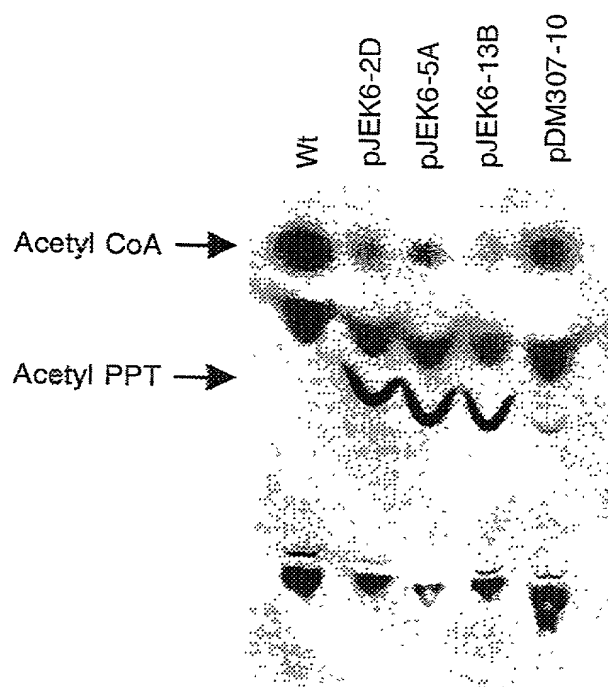 Wt
pJEK6-2D
pJEK6-5A
pJEK6-13B
pDM307-10
Acetyl CoA
Acetyl PPT